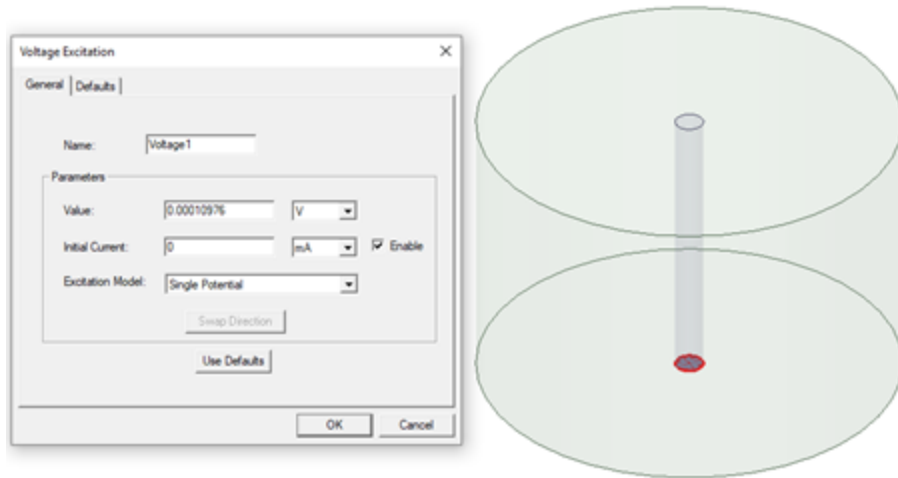 Voltage Excitation
General Defaults
Name: Voltage1
Parameters
Value: 0.00010976 V
Initial Current: 0 mA Enable
Excitation Model: Single Potential
Swap Direction
Use Defaults
OK Cancel